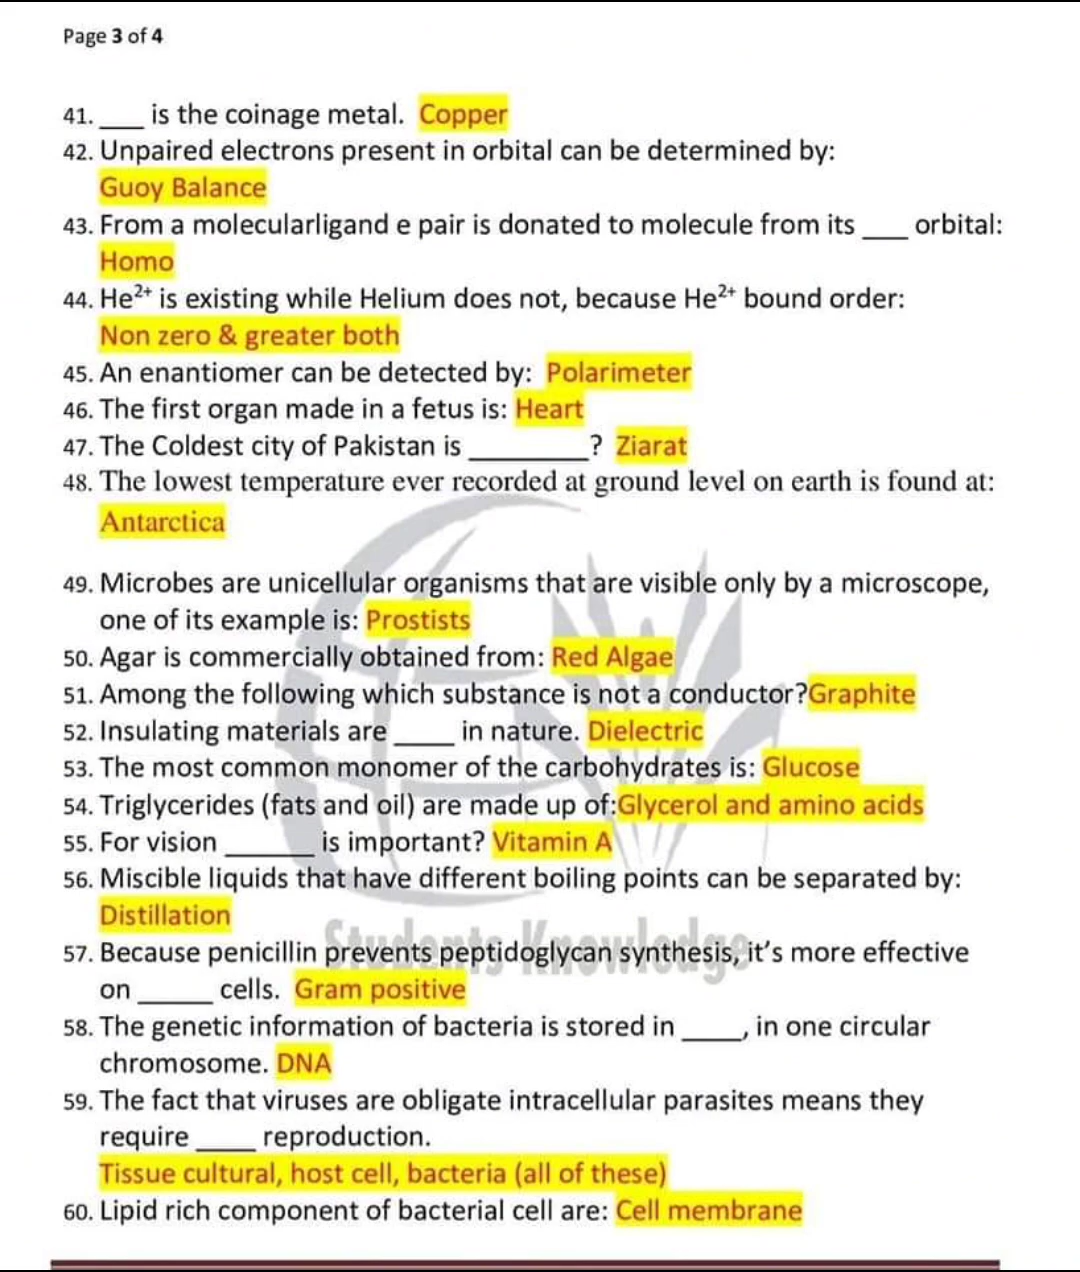 Page 3 of 4
41. ___ is the coinage metal. Copper
42. Unpaired electrons present in orbital can be determined by:
Guoy Balance
43. From a molecularligand e pair is donated to molecule from its ___ orbital:
Homo
44. He²⁺ is existing while Helium does not, because He²⁺ bound order:
Non zero & greater both
45. An enantiomer can be detected by: Polarimeter
46. The first organ made in a fetus is: Heart
47. The Coldest city of Pakistan is ________? Ziarat
48. The lowest temperature ever recorded at ground level on earth is found at:
Antarctica
49. Microbes are unicellular organisms that are visible only by a microscope,
one of its example is: Prostists
50. Agar is commercially obtained from: Red Algae
51. Among the following which substance is not a conductor?Graphite
52. Insulating materials are ____ in nature. Dielectric
53. The most common monomer of the carbohydrates is: Glucose
54. Triglycerides (fats and oil) are made up of:Glycerol and amino acids
55. For vision ______ is important? Vitamin A
56. Miscible liquids that have different boiling points can be separated by:
Distillation
Students Knowledge
57. Because penicillin prevents peptidoglycan synthesis, it's more effective
on _____ cells. Gram positive
58. The genetic information of bacteria is stored in ____, in one circular
chromosome. DNA
59. The fact that viruses are obligate intracellular parasites means they
require ____ reproduction.
Tissue cultural, host cell, bacteria (all of these)
60. Lipid rich component of bacterial cell are: Cell membrane